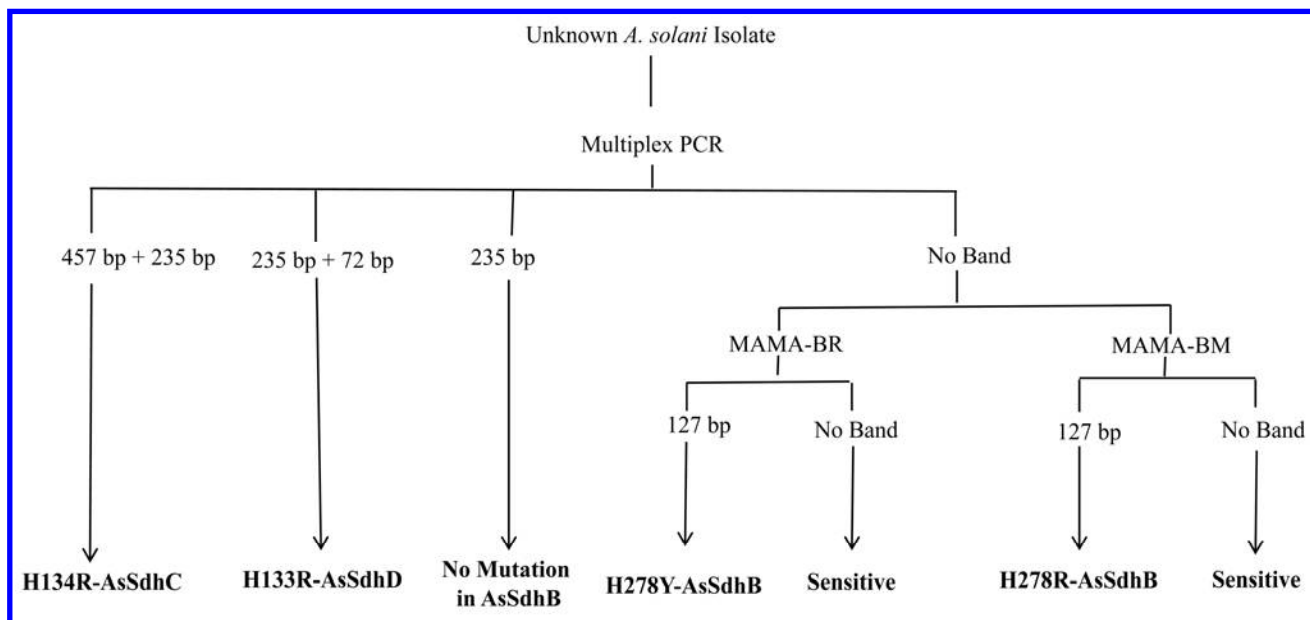 Unknown A. solani Isolate
Multiplex PCR
457 bp + 235 bp
235 bp + 72 bp
235 bp
No Band
MAMA-BR
MAMA-BM
127 bp
No Band
127 bp
No Band
H134R-AsSdhC
H133R-AsSdhD
No Mutation
in AsSdhB
H278Y-AsSdhB
Sensitive
H278R-AsSdhB
Sensitive